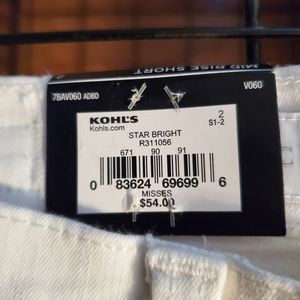 MID RISE SHORT
7BAV060 AD80
V060
KOHL'S
Kohls.com
2
S1-2
STAR BRIGHT
R311056
671 90 91
0 83624 69699 6
MISSES
$54.00